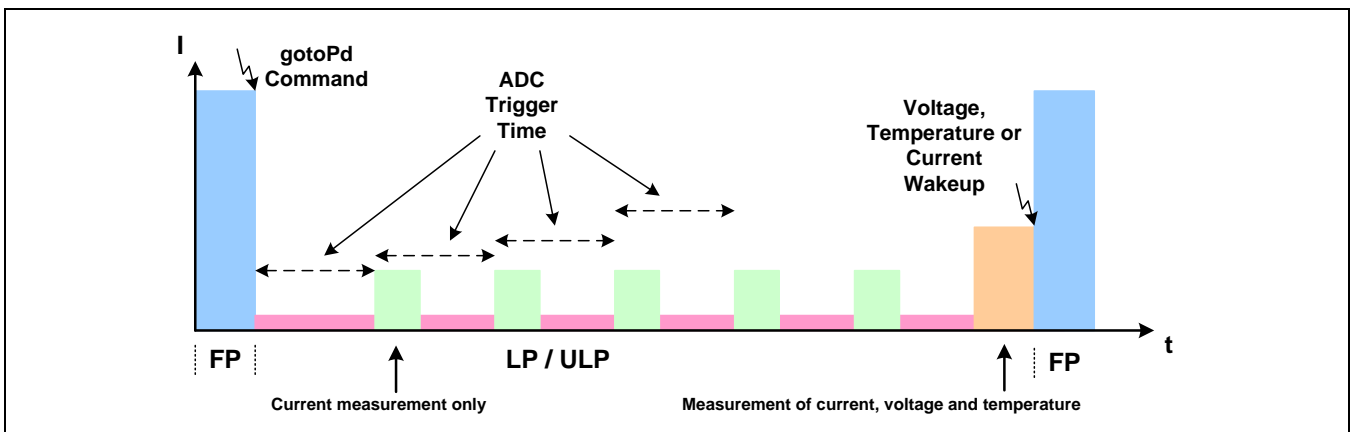 I
gotoPd
Command
ADC
Trigger
Time
Voltage,
Temperature or
Current
Wakeup
t
FP
LP / ULP
FP
Current measurement only
Measurement of current, voltage and temperature